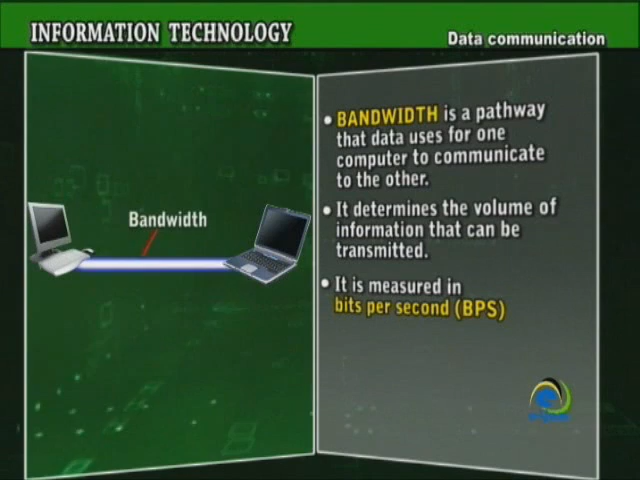 INFORMATION TECHNOLOGY
Data communication
Bandwidth
• BANDWIDTH is a pathway
that data uses for one
computer to communicate
to the other.
• It determines the volume of
information that can be
transmitted.
• It is measured in
bits per second (BPS)